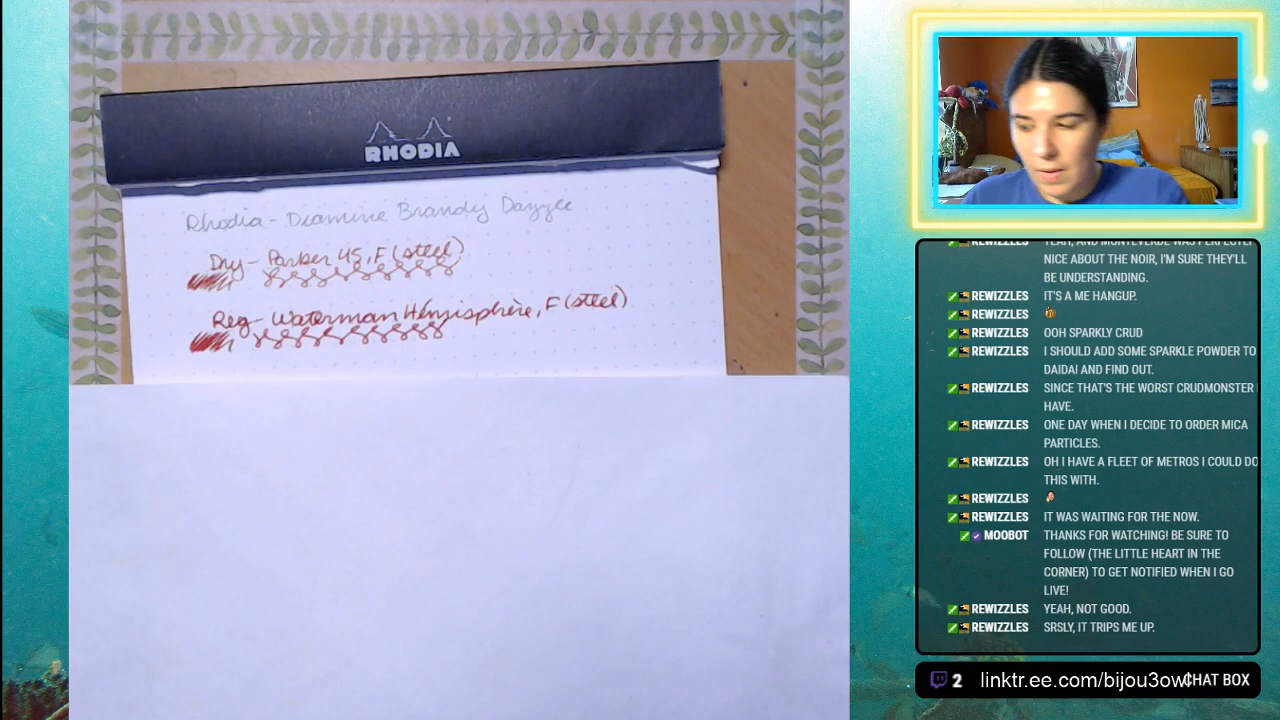 RHODIA
Rhodia - Diamine Brandy Dazzle
Dry - Parker 45, F (steel)
Reg - Waterman Hémisphère, F (steel)
REWIZZLES YEAH, AND MONTEVERDE WAS PERFECTLY
NICE ABOUT THE NOIR, I'M SURE THEY'LL
BE UNDERSTANDING.
REWIZZLES IT'S A ME HANGUP.
REWIZZLES
REWIZZLES OOH SPARKLY CRUD
REWIZZLES I SHOULD ADD SOME SPARKLE POWDER TO
DAIDAI AND FIND OUT.
REWIZZLES SINCE THAT'S THE WORST CRUDMONSTER I
HAVE.
REWIZZLES ONE DAY WHEN I DECIDE TO ORDER MICA
PARTICLES.
REWIZZLES OH I HAVE A FLEET OF METROS I COULD DO
THIS WITH.
REWIZZLES
REWIZZLES IT WAS WAITING FOR THE NOW.
MOOBOT THANKS FOR WATCHING! BE SURE TO
FOLLOW (THE LITTLE HEART IN THE
CORNER) TO GET NOTIFIED WHEN I GO
LIVE!
REWIZZLES YEAH, NOT GOOD.
REWIZZLES SRSLY, IT TRIPS ME UP.
2 linktr.ee.com/bijou3owl CHAT BOX